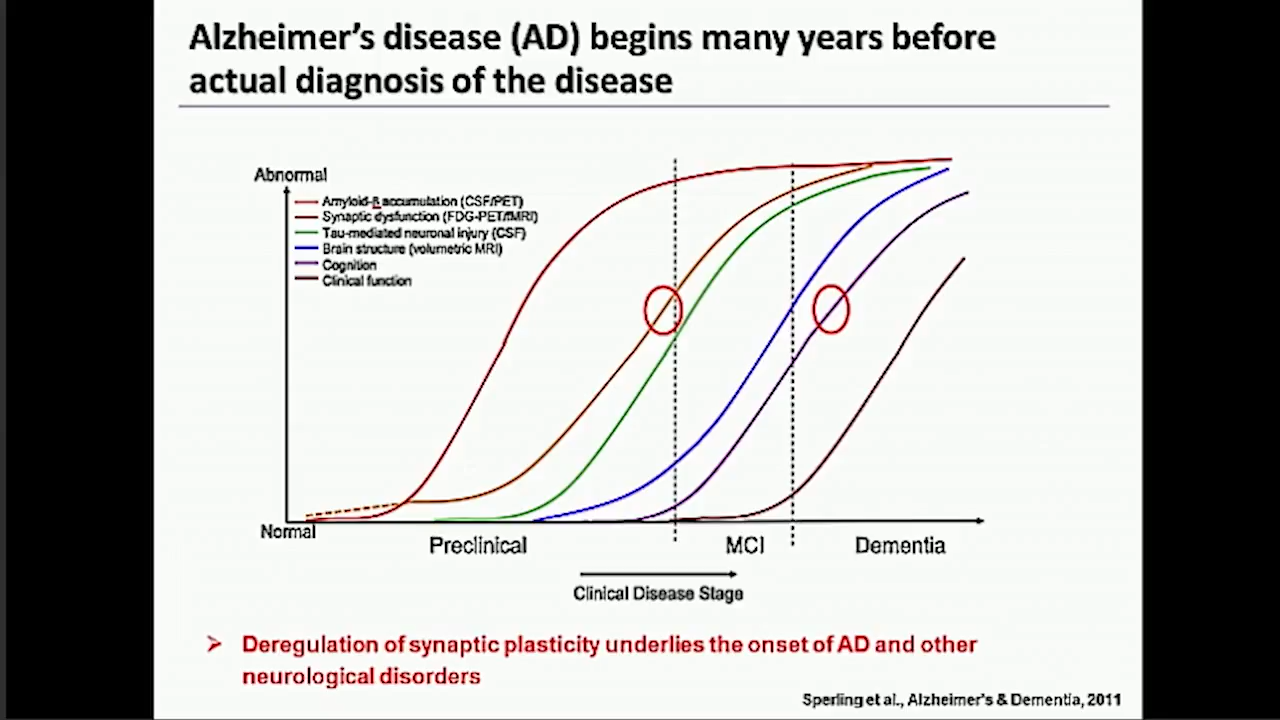 Alzheimer's disease (AD) begins many years before
actual diagnosis of the disease
Abnormal
Amyloid-β accumulation (CSF/PET)
Synaptic dysfunction (FDG-PET/fMRI)
Tau-mediated neuronal injury (CSF)
Brain structure (volumetric MRI)
Cognition
Clinical function
Normal
Preclinical MCI Dementia
Clinical Disease Stage
➢ Deregulation of synaptic plasticity underlies the onset of AD and other
neurological disorders
Sperling et al., Alzheimer's & Dementia, 2011